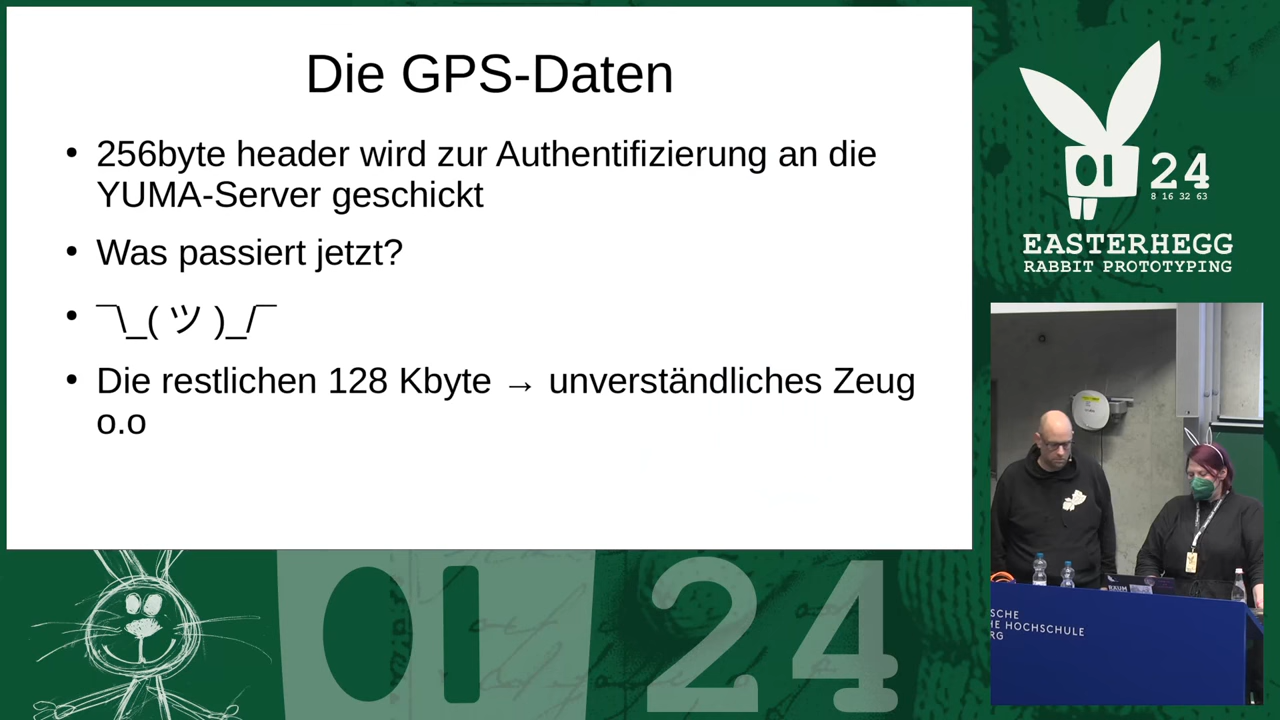 Die GPS-Daten
• 256byte header wird zur Authentifizierung an die
YUMA-Server geschickt
• Was passiert jetzt?
• ¯\_( ツ )_/¯
• Die restlichen 128 Kbyte → unverständliches Zeug
o.o
24
8 16 32 63
EASTERHEGG
RABBIT PROTOTYPING
SCHE
HE HOCHSCHULE
RG
24